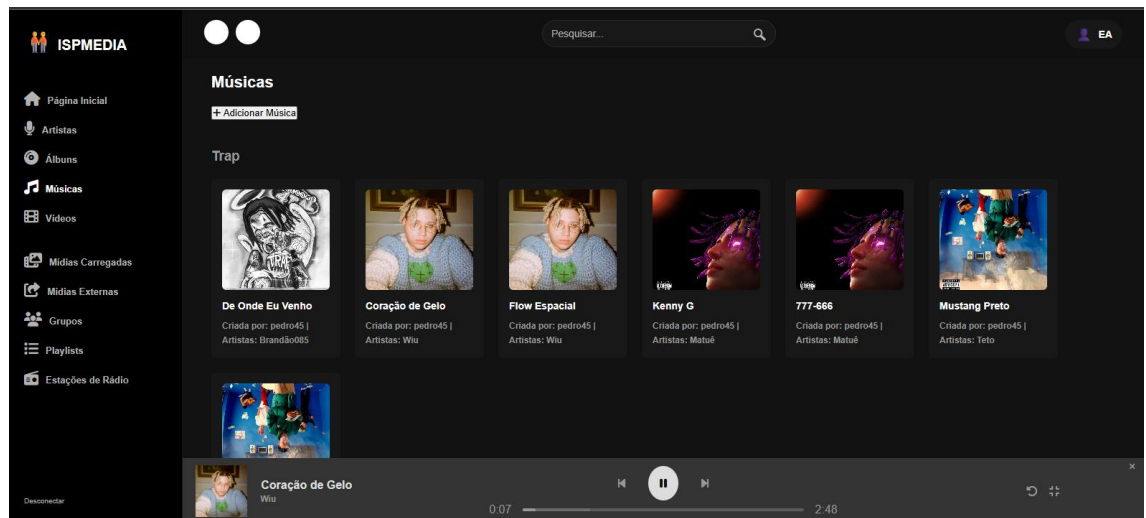 ISPMEDIA
Pesquisar...
EA
Página Inicial
Artistas
Álbuns
Músicas
Vídeos
Mídias Carregadas
Mídias Externas
Grupos
Playlists
Estações de Rádio
Desconectar
Músicas
+ Adicionar Música
Trap
De Onde Eu Venho
Criada por: pedro45 |
Artistas: Brandão085
Coração de Gelo
Criada por: pedro45 |
Artistas: Wiu
Flow Espacial
Criada por: pedro45 |
Artistas: Wiu
Kenny G
Criada por: pedro45 |
Artistas: Matuê
777-666
Criada por: pedro45 |
Artistas: Matuê
Mustang Preto
Criada por: pedro45 |
Artistas: Teto
Coração de Gelo
Wiu
0:07
2:48